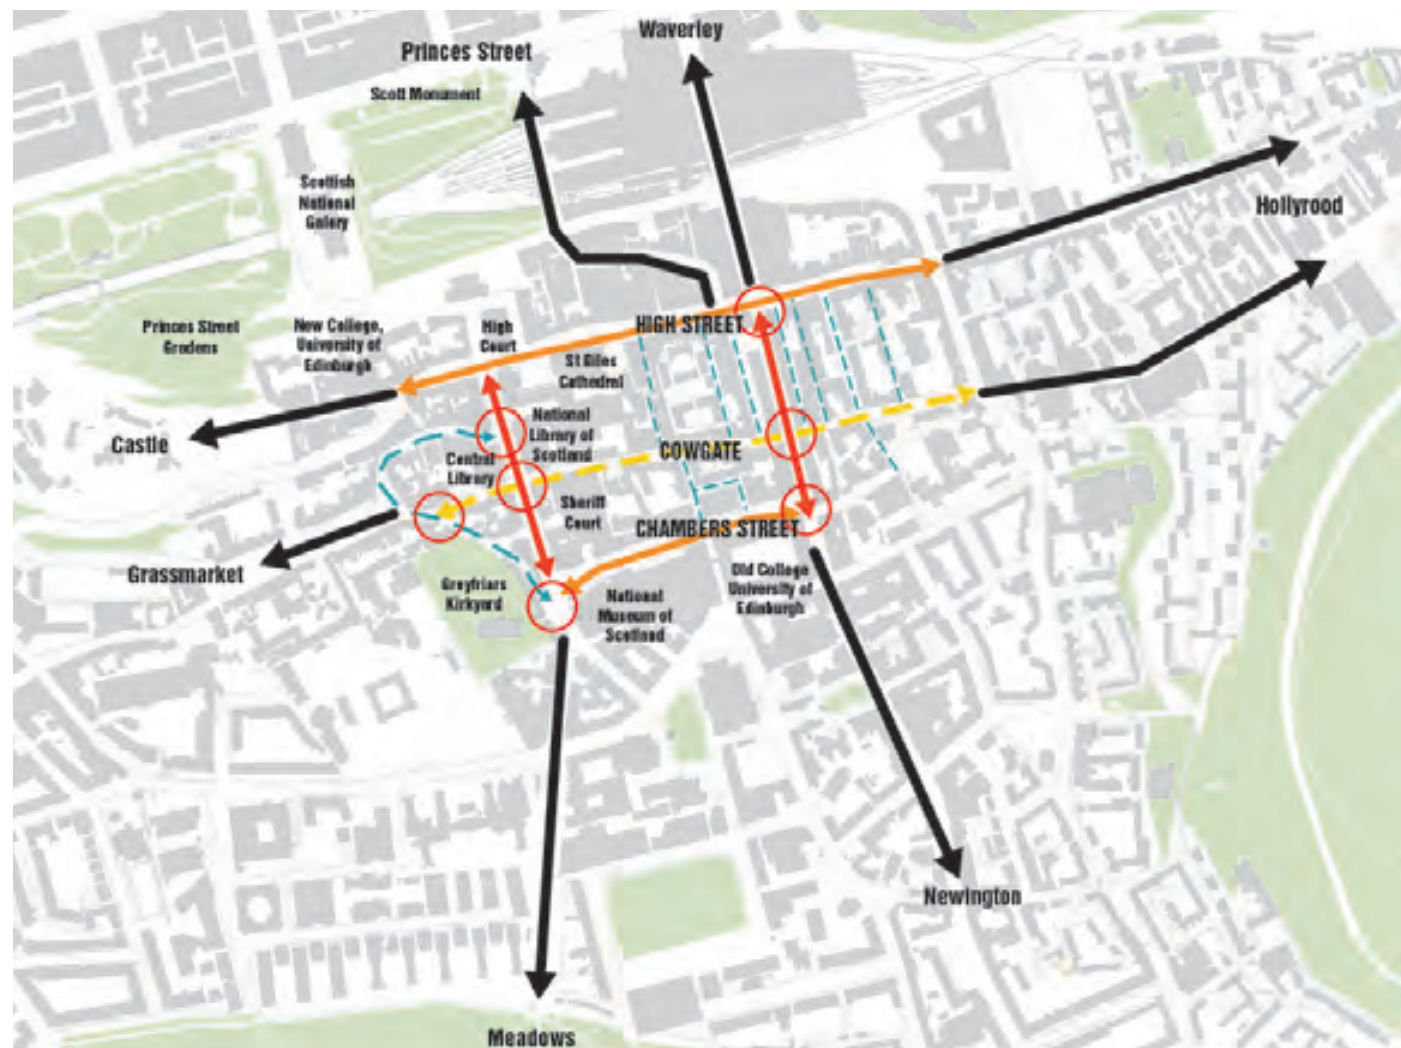 Waverley
Princes Street
Scott Monument
Scottish
National
Galery
Hollyrood
Princes Street
Gredens
New College,
University of
Edinburgh
High
Court
HIGH STREET
St Giles
Cathedral
Castle
National
Library of
Scotland
Central
Library
COWGATE
Sheriff
Court
CHAMBERS STREET
Grassmarket
Greyfriars
Kirkyard
National
Museum of
Scotland
Old College
University of
Edinburgh
Newington
Meadows